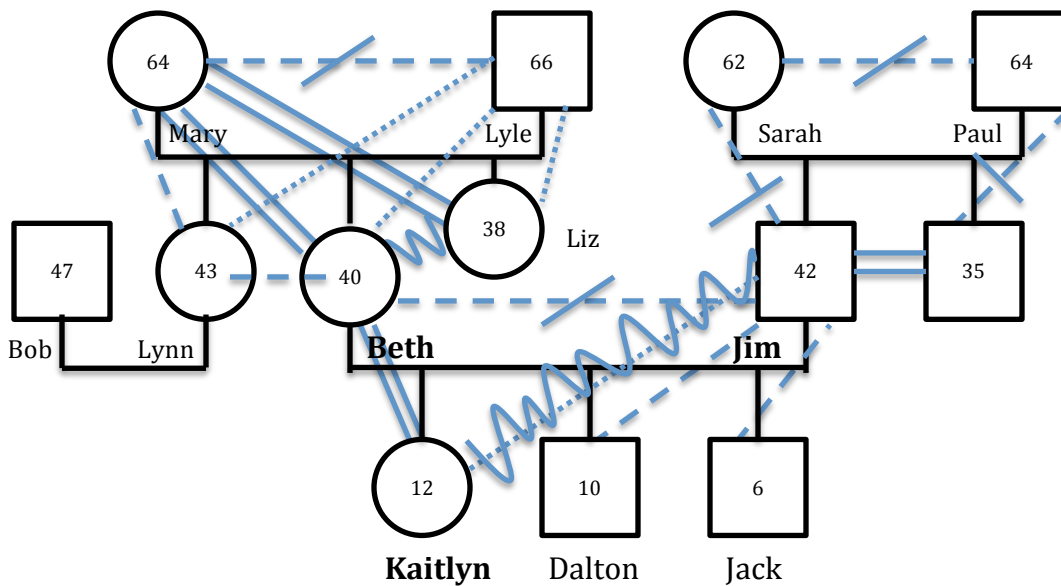 64 66 62 64
Mary Lyle Sarah Paul
38
Liz
47 43 40 42 35
Bob Lynn Beth Jim
12 10 6
Kaitlyn Dalton Jack